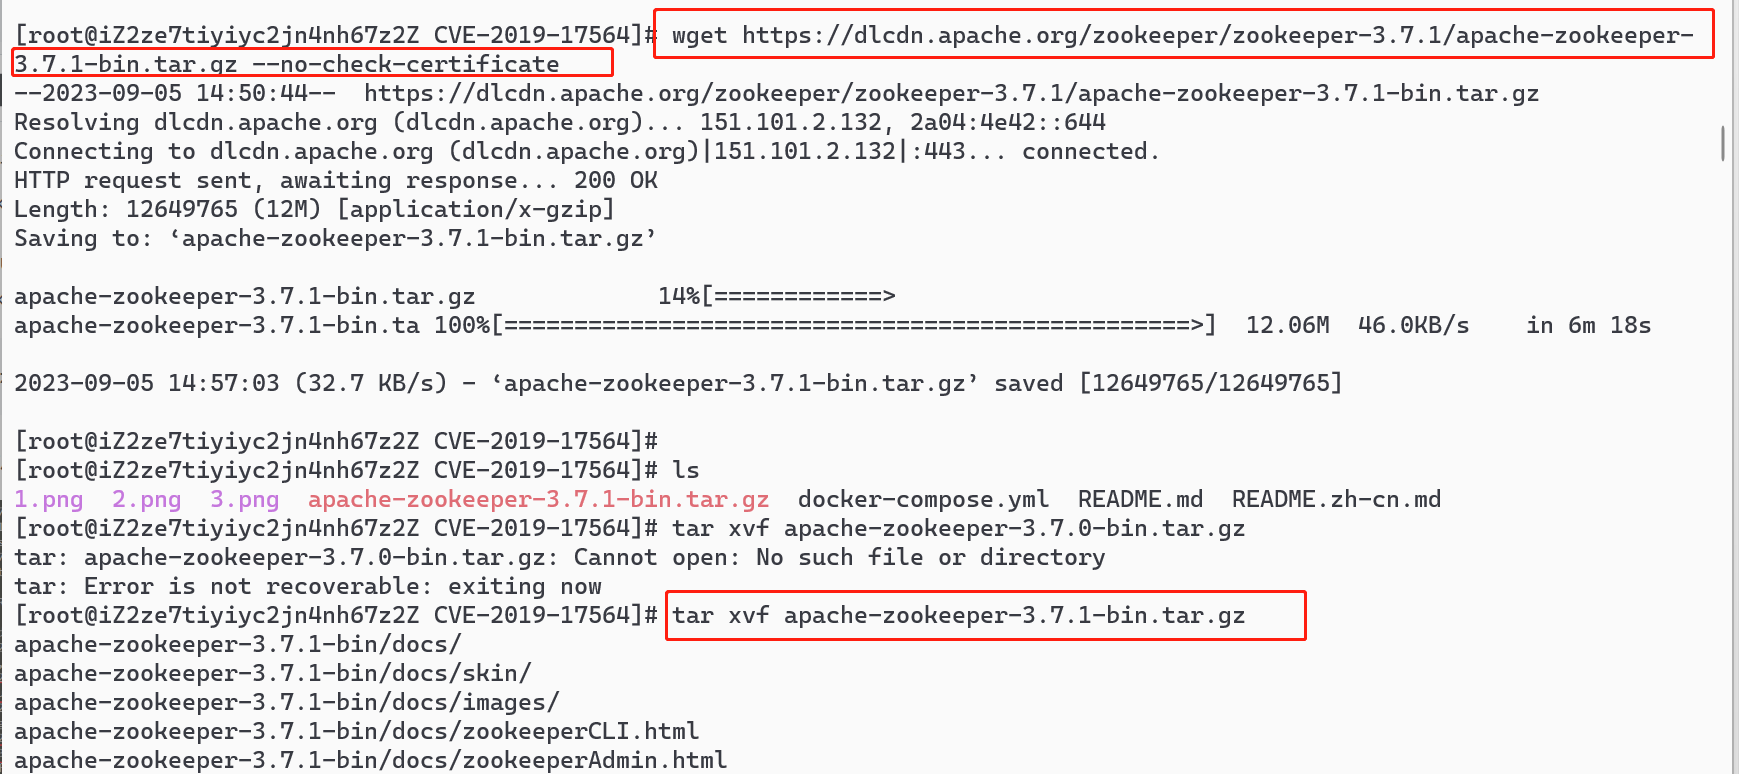 [root@iZ2ze7tiyiyc2jn4nh67z2Z CVE-2019-17564]# wget https://dlcdn.apache.org/zookeeper/zookeeper-3.7.1/apache-zookeeper-
3.7.1-bin.tar.gz --no-check-certificate
--2023-09-05 14:50:44--  https://dlcdn.apache.org/zookeeper/zookeeper-3.7.1/apache-zookeeper-3.7.1-bin.tar.gz
Resolving dlcdn.apache.org (dlcdn.apache.org)... 151.101.2.132, 2a04:4e42::644
Connecting to dlcdn.apache.org (dlcdn.apache.org)|151.101.2.132|:443... connected.
HTTP request sent, awaiting response... 200 OK
Length: 12649765 (12M) [application/x-gzip]
Saving to: ‘apache-zookeeper-3.7.1-bin.tar.gz’
apache-zookeeper-3.7.1-bin.tar.gz             14%[============>
apache-zookeeper-3.7.1-bin.ta 100%[=================================================>]  12.06M  46.0KB/s    in 6m 18s
2023-09-05 14:57:03 (32.7 KB/s) - ‘apache-zookeeper-3.7.1-bin.tar.gz’ saved [12649765/12649765]
[root@iZ2ze7tiyiyc2jn4nh67z2Z CVE-2019-17564]#
[root@iZ2ze7tiyiyc2jn4nh67z2Z CVE-2019-17564]# ls
1.png  2.png  3.png  apache-zookeeper-3.7.1-bin.tar.gz  docker-compose.yml  README.md  README.zh-cn.md
[root@iZ2ze7tiyiyc2jn4nh67z2Z CVE-2019-17564]# tar xvf apache-zookeeper-3.7.0-bin.tar.gz
tar: apache-zookeeper-3.7.0-bin.tar.gz: Cannot open: No such file or directory
tar: Error is not recoverable: exiting now
[root@iZ2ze7tiyiyc2jn4nh67z2Z CVE-2019-17564]# tar xvf apache-zookeeper-3.7.1-bin.tar.gz
apache-zookeeper-3.7.1-bin/docs/
apache-zookeeper-3.7.1-bin/docs/skin/
apache-zookeeper-3.7.1-bin/docs/images/
apache-zookeeper-3.7.1-bin/docs/zookeeperCLI.html
apache-zookeeper-3.7.1-bin/docs/zookeeperAdmin.html